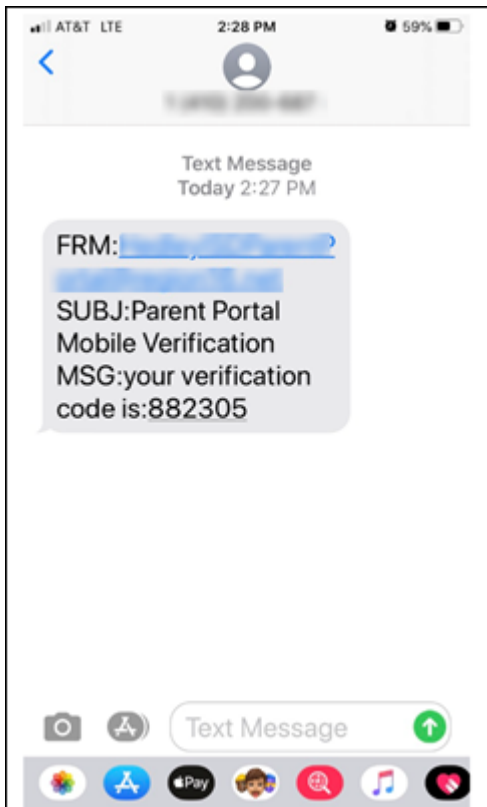 AT&T LTE 2:28 PM 59%
Text Message
Today 2:27 PM
FRM:
SUBJ:Parent Portal
Mobile Verification
MSG:your verification
code is:882305
Text Message
Pay